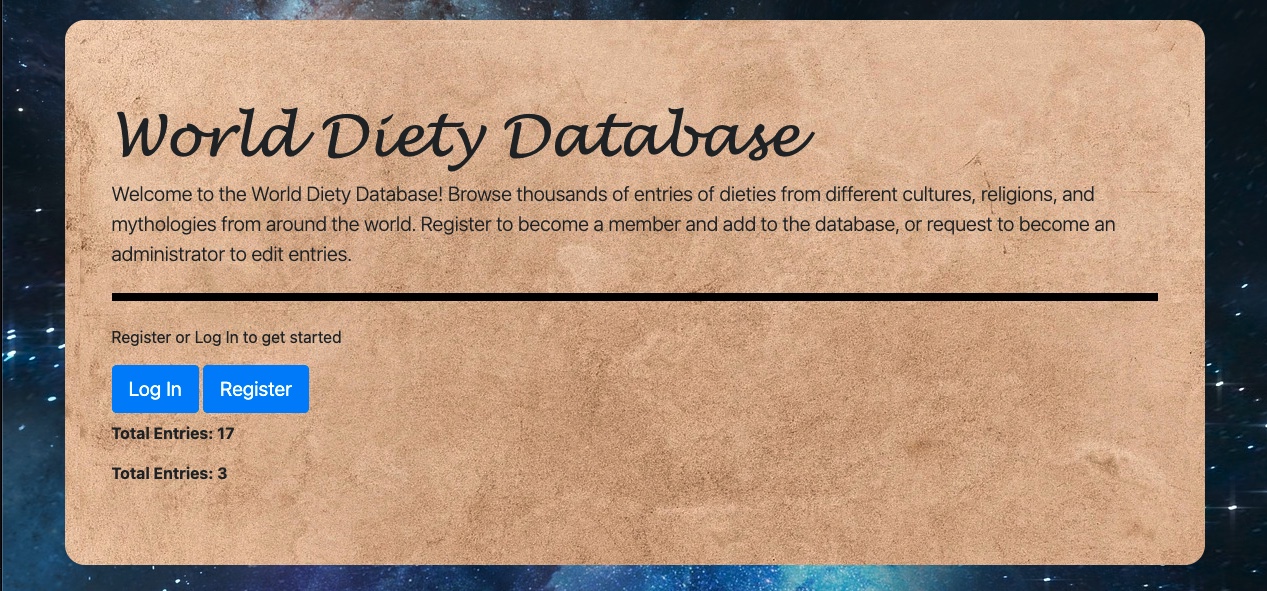 World Diety Database
Welcome to the World Diety Database! Browse thousands of entries of dieties from different cultures, religions, and
mythologies from around the world. Register to become a member and add to the database, or request to become an
administrator to edit entries.
Register or Log In to get started
Log In Register
Total Entries: 17
Total Entries: 3